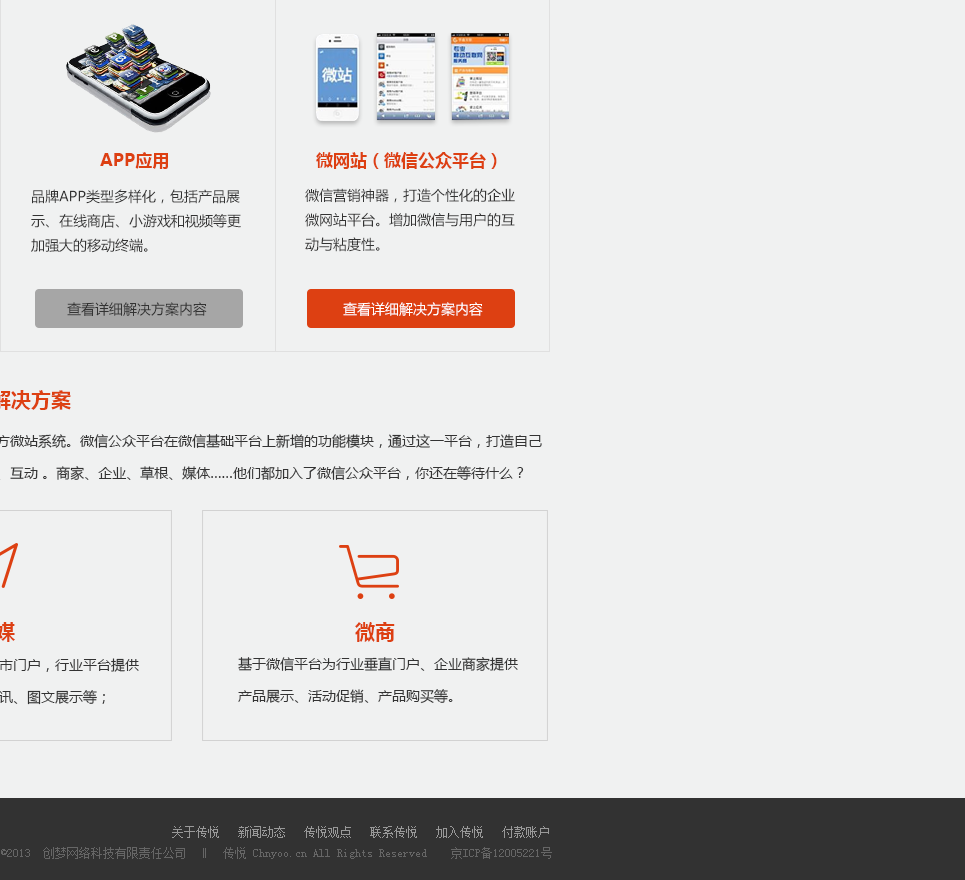 微站
APP应用
微网站（微信公众平台）
品牌APP类型多样化，包括产品展
示、在线商店、小游戏和视频等更
加强大的移动终端。
微信营销神器，打造个性化的企业
微网站平台。增加微信与用户的互
动与粘度性。
查看详细解决方案内容
查看详细解决方案内容
解决方案
方微站系统。微信公众平台在微信基础平台上新增的功能模块，通过这一平台，打造自己
、互动 。商家、企业、草根、媒体......他们都加入了微信公众平台，你还在等待什么？
媒
市门户，行业平台提供
讯、图文展示等；
微商
基于微信平台为行业垂直门户、企业商家提供
产品展示、活动促销、产品购买等。
关于传悦 新闻动态 传悦观点 联系传悦 加入传悦 付款账户
©2013 创梦网络科技有限责任公司 || 传悦 Chnyoo.cn All Rights Reserved 京ICP备12005221号